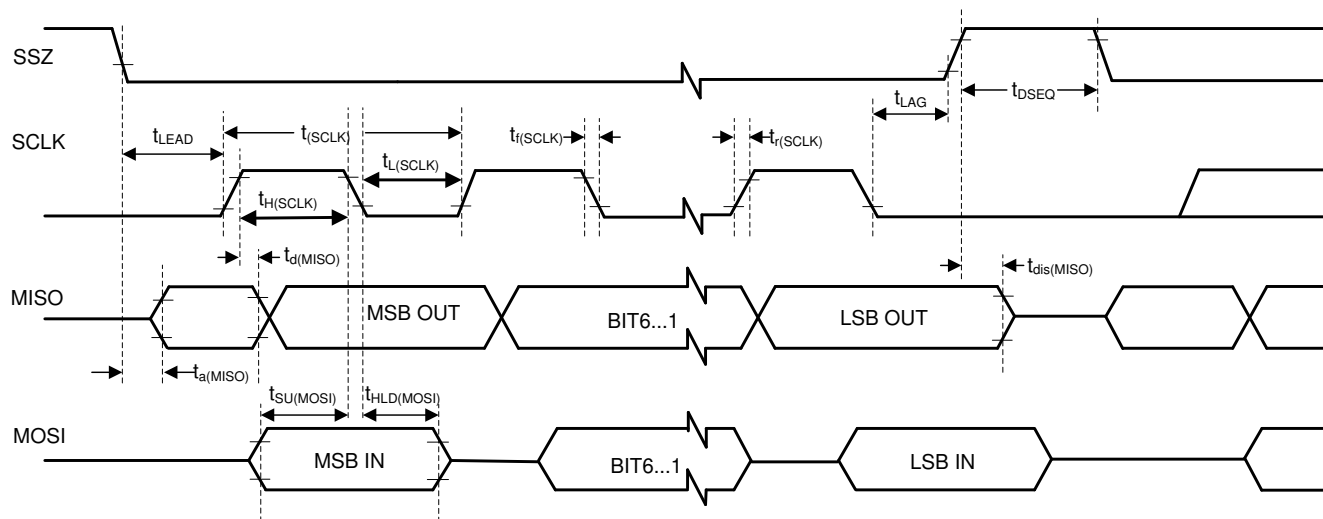 SSZ
tLAG
tDSEQ
SCLK
tLEAD
t(SCLK)
tf(SCLK)
tr(SCLK)
tL(SCLK)
tH(SCLK)
td(MISO)
tdis(MISO)
MISO
MSB OUT
BIT6...1
LSB OUT
ta(MISO)
tSU(MOSI)
tHLD(MOSI)
MOSI
MSB IN
BIT6...1
LSB IN